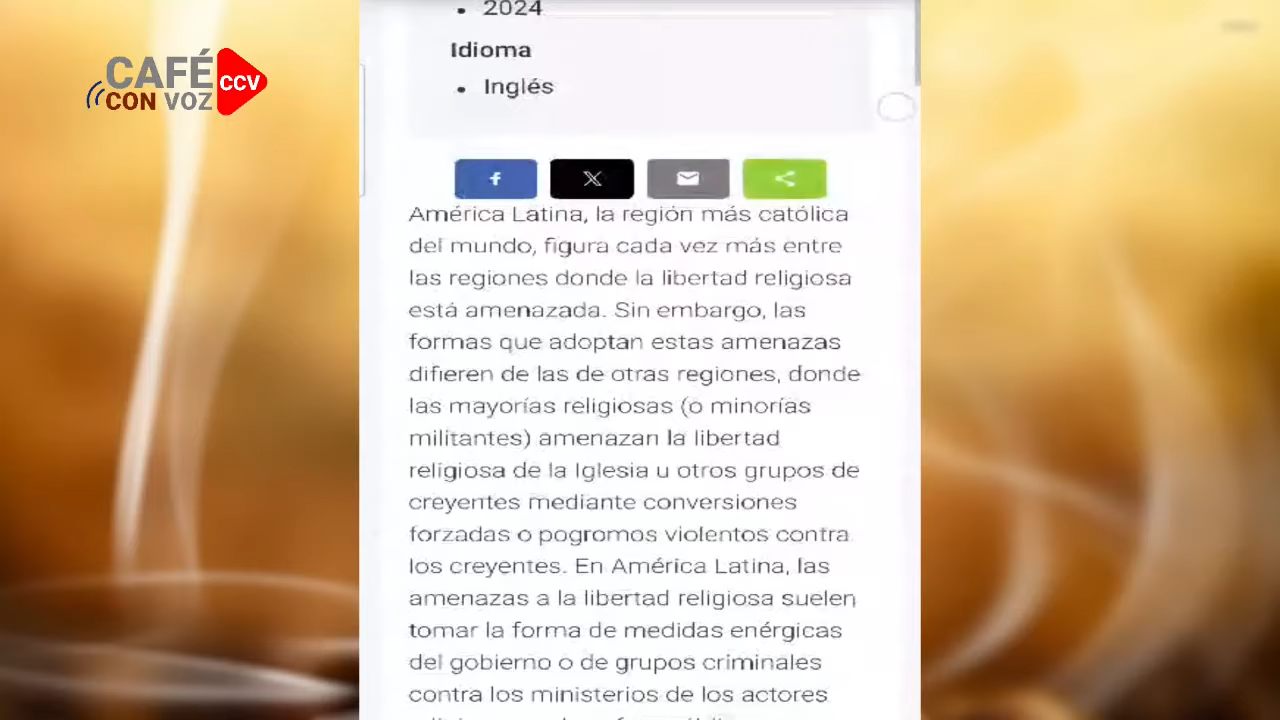 CAFÉ
CON VOZ
CCV
2024
Idioma
Inglés
América Latina, la región más católica
del mundo, figura cada vez más entre
las regiones donde la libertad religiosa
está amenazada. Sin embargo, las
formas que adoptan estas amenazas
difieren de las de otras regiones, donde
las mayorías religiosas (o minorías
militantes) amenazan la libertad
religiosa de la Iglesia u otros grupos de
creyentes mediante conversiones
forzadas o pogromos violentos contra
los creyentes. En América Latina, las
amenazas a la libertad religiosa suelen
tomar la forma de medidas enérgicas
del gobierno o de grupos criminales
contra los ministerios de los actores